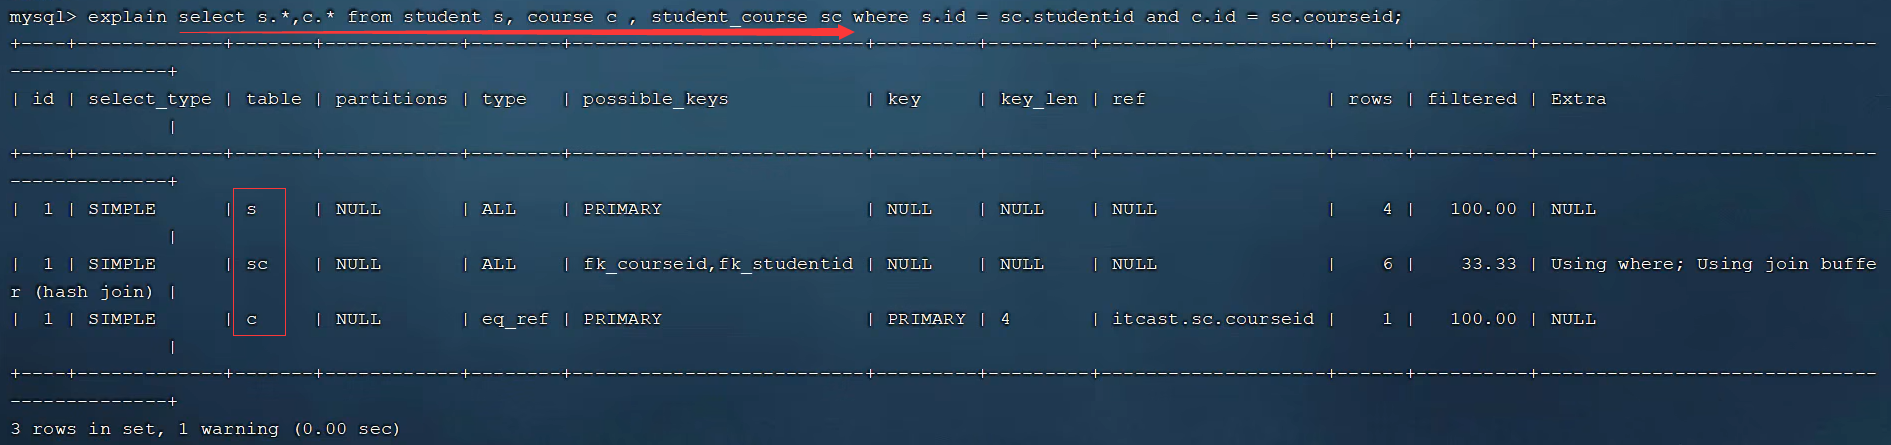 mysql> explain select s.*,c.* from student s, course c , student_course sc where s.id = sc.studentid and c.id = sc.courseid;
+----+-------------+-------+------------+--------+--------------------------+---------+---------+--------------------+------+----------+------------------------------
--------------+
| id | select_type | table | partitions | type   | possible_keys            | key     | key_len | ref                | rows | filtered | Extra
              |
+----+-------------+-------+------------+--------+--------------------------+---------+---------+--------------------+------+----------+------------------------------
--------------+
|  1 | SIMPLE      | s     | NULL       | ALL    | PRIMARY                  | NULL    | NULL    | NULL               |    4 |   100.00 | NULL
              |
|  1 | SIMPLE      | sc    | NULL       | ALL    | fk_courseid,fk_studentid | NULL    | NULL    | NULL               |    6 |    33.33 | Using where; Using join buffe
r (hash join) |
|  1 | SIMPLE      | c     | NULL       | eq_ref | PRIMARY                  | PRIMARY | 4       | itcast.sc.courseid |    1 |   100.00 | NULL
              |
+----+-------------+-------+------------+--------+--------------------------+---------+---------+--------------------+------+----------+------------------------------
--------------+
3 rows in set, 1 warning (0.00 sec)